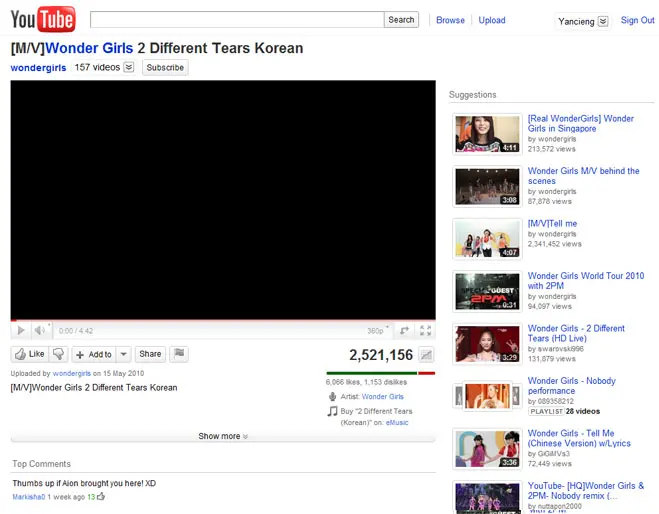 YouTube
Search
Browse
Upload
Yancieng
Sign Out
[M/V]Wonder Girls 2 Different Tears Korean
wondergirls
157 videos
Subscribe
0:00 / 4:42
360p
Like
Add to
Share
2,521,156
Uploaded by wondergirls on 15 May 2010
[M/V]Wonder Girls 2 Different Tears Korean
6,066 likes, 1,153 dislikes
Artist: Wonder Girls
Buy "2 Different Tears
(Korean)" on: eMusic
Show more
Top Comments
Thumbs up if Aion brought you here! XD
Markisha0 1 week ago 13
Suggestions
4:11
[Real WonderGirls] Wonder
Girls in Singapore
by wondergirls
213,572 views
3:08
Wonder Girls M/V behind the
scenes
by wondergirls
87,878 views
4:07
[M/V]Tell me
by wondergirls
2,341,452 views
GUEST
2PM
0:31
Wonder Girls World Tour 2010
with 2PM
by wondergirls
94,097 views
3:29
Wonder Girls - 2 Different
Tears (HD Live)
by swarovski996
131,879 views
Wonder Girls - Nobody
performance
by 089358212
PLAYLIST 28 videos
3:36
Wonder Girls - Tell Me
(Chinese Version) w/Lyrics
by GiGiMVs3
72,449 views
YouTube- [HQ]Wonder Girls &
2PM- Nobody remix (...
by nuttapon2000